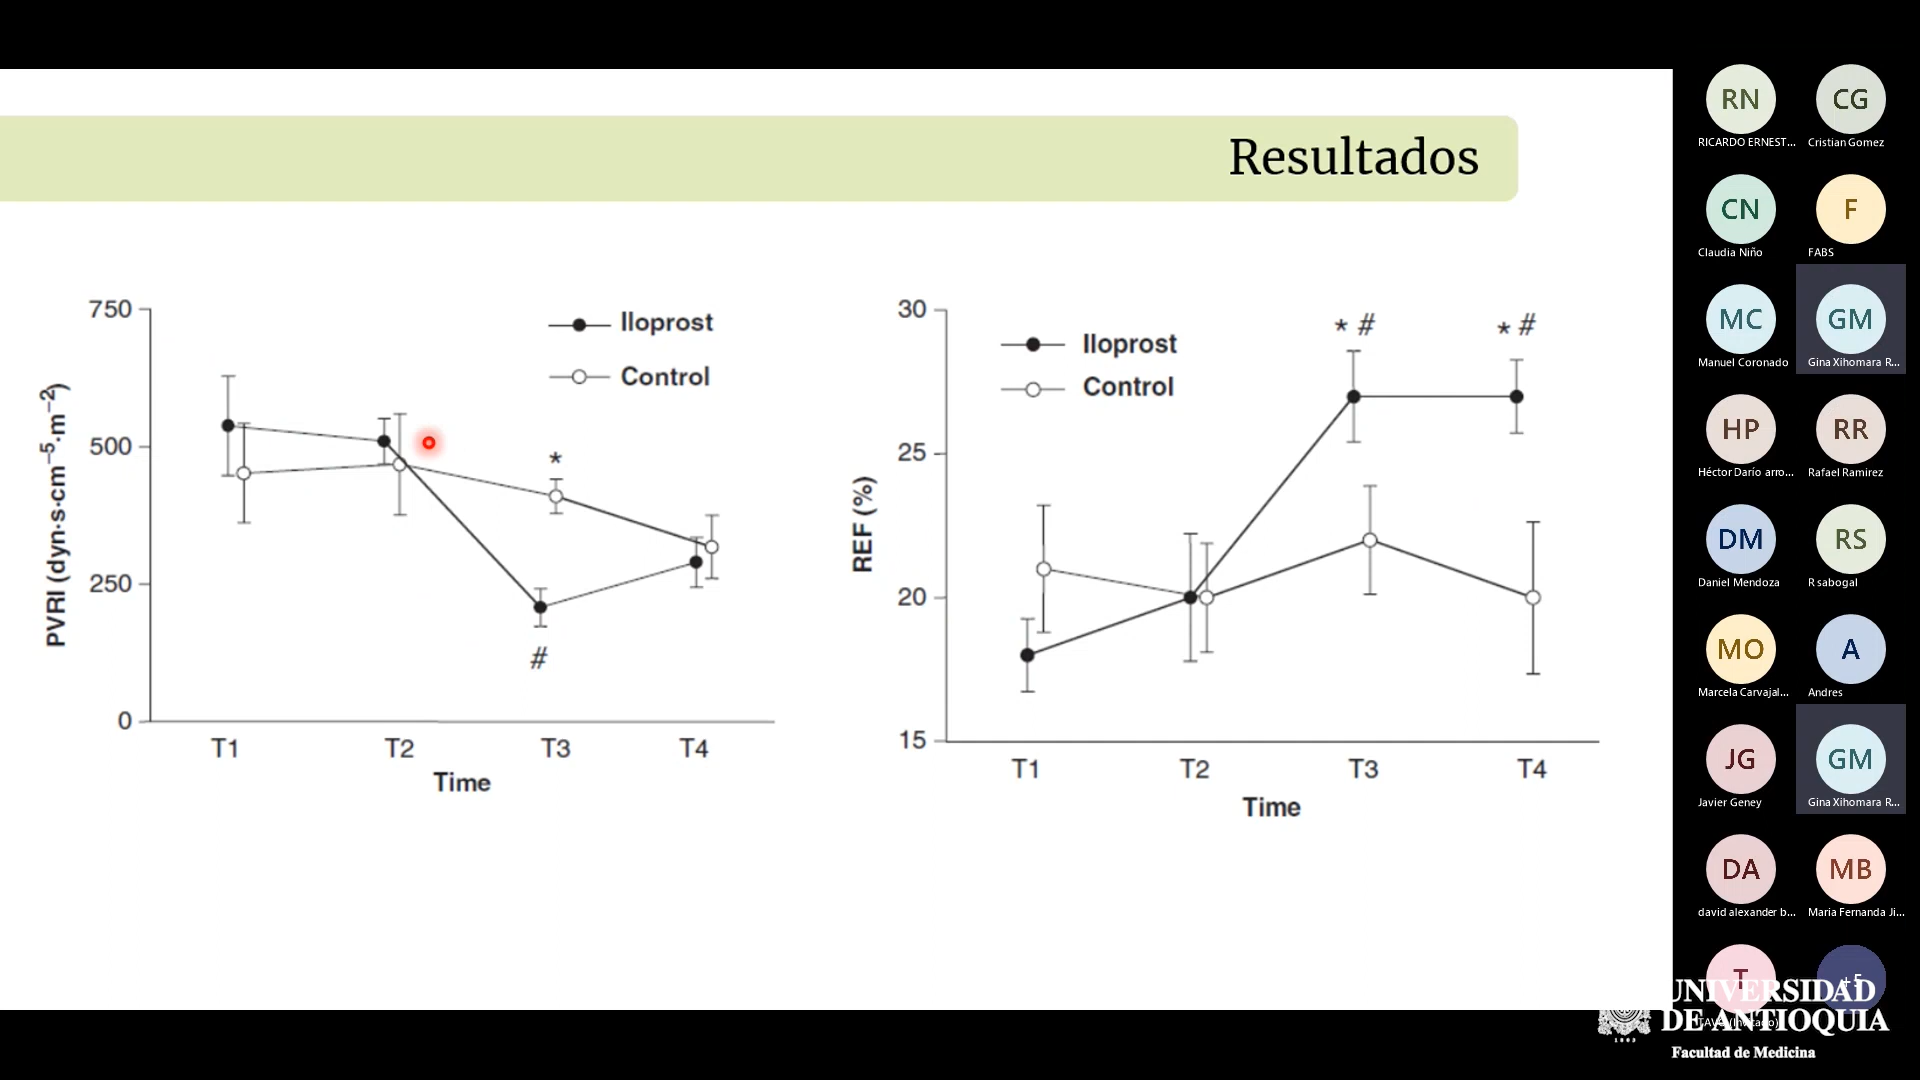 Resultados
750
500
250
0
PVRI (dyn·s·cm⁻⁵·m⁻²)
Iloprost
Control
*
#
T1 T2 T3 T4
Time
30
25
20
15
REF (%)
Iloprost
Control
* # * #
T1 T2 T3 T4
Time
RN CG
RICARDO ERNEST... Cristian Gomez
CN F
Claudia Niño FABS
MC GM
Manuel Coronado Gina Xihomara R...
HP RR
Héctor Darío arro... Rafael Ramirez
DM RS
Daniel Mendoza R sabogal
MO A
Marcela Carvajal... Andres
JG GM
Javier Geney Gina Xihomara R...
DA MB
david alexander b... Maria Fernanda Ji...
T +5
UNIVERSIDAD
DE ANTIOQUIA
1803
Facultad de Medicina